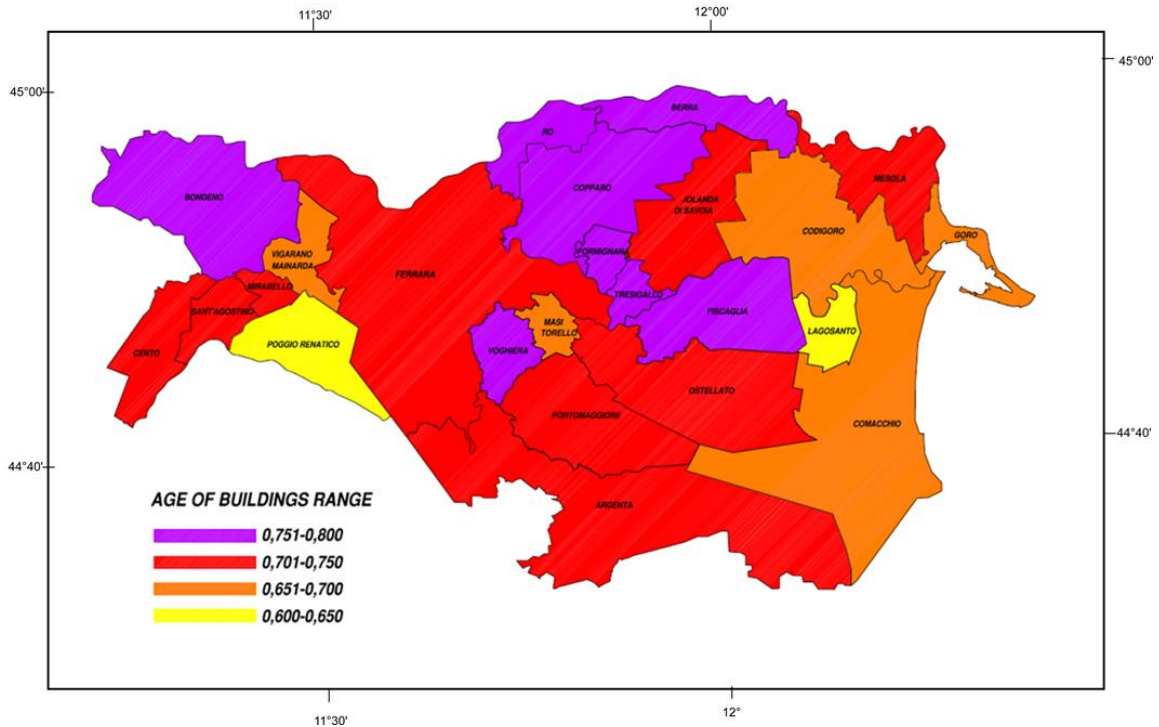 11°30'
12°00'
45°00'
45°00'
BERRA
RO
MESOLA
COPPARO
BONDENO
JOLANDA
DI SAVOIA
CODIGORO
GORO
FORMIGNANA
VIGARANO
MAINARDA
FERRARA
MIRABELLO
TRESIGALLO
SANT'AGOSTINO
FISCAGLIA
MASI
TORELLO
LAGOSANTO
POGGIO RENATICO
VOGHIERA
CENTO
OSTELLATO
PORTOMAGGIORE
COMACCHIO
44°40'
44°40'
ARGENTA
AGE OF BUILDINGS RANGE
0,751-0,800
0,701-0,750
0,651-0,700
0,600-0,650
11°30'
12°